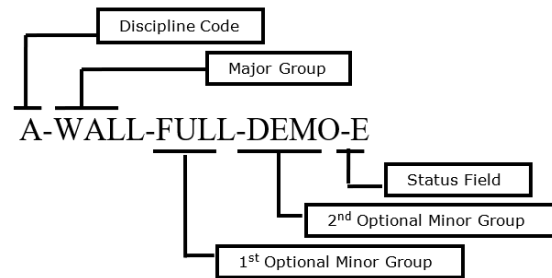 Discipline Code
Major Group
A-WALL-FULL-DEMO-E
Status Field
2nd Optional Minor Group
1st Optional Minor Group